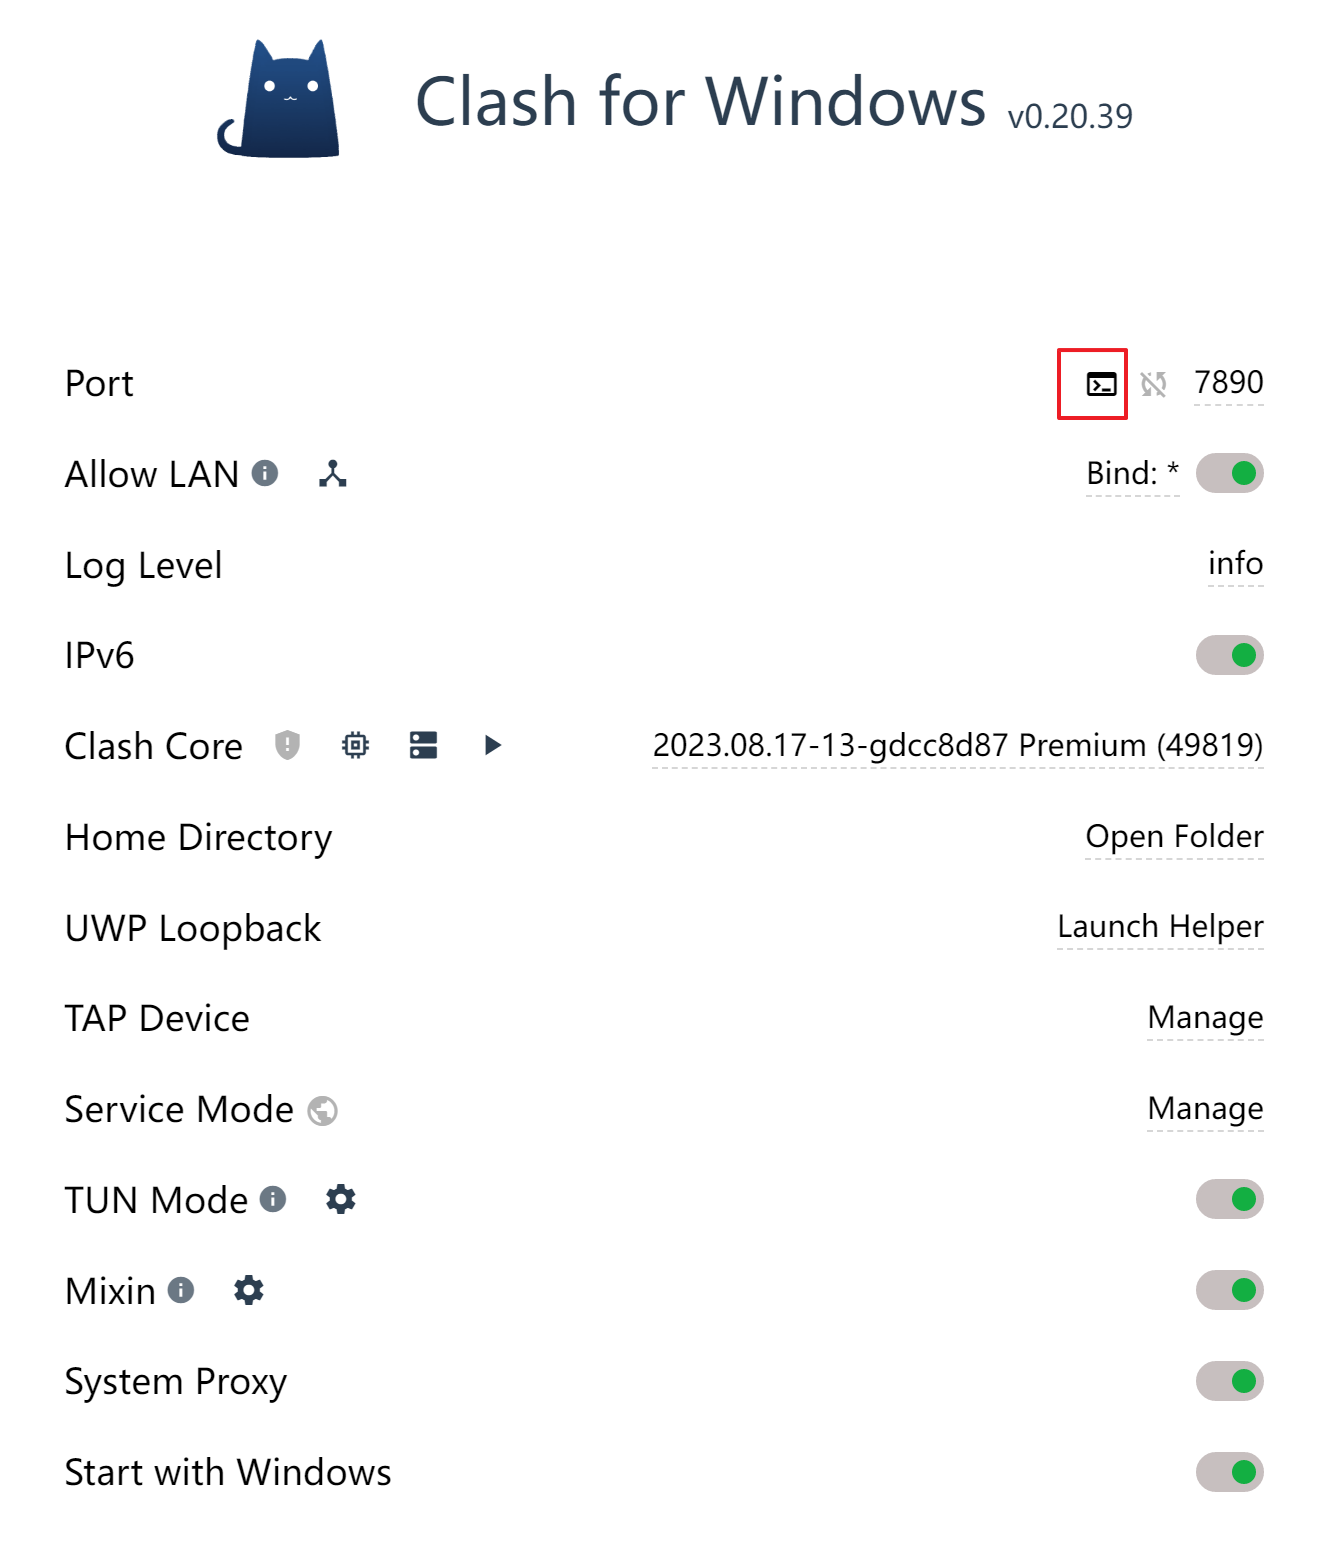 Clash for Windows v0.20.39
Port 7890
Allow LAN Bind: *
Log Level info
IPv6
Clash Core 2023.08.17-13-gdcc8d87 Premium (49819)
Home Directory Open Folder
UWP Loopback Launch Helper
TAP Device Manage
Service Mode Manage
TUN Mode
Mixin
System Proxy
Start with Windows